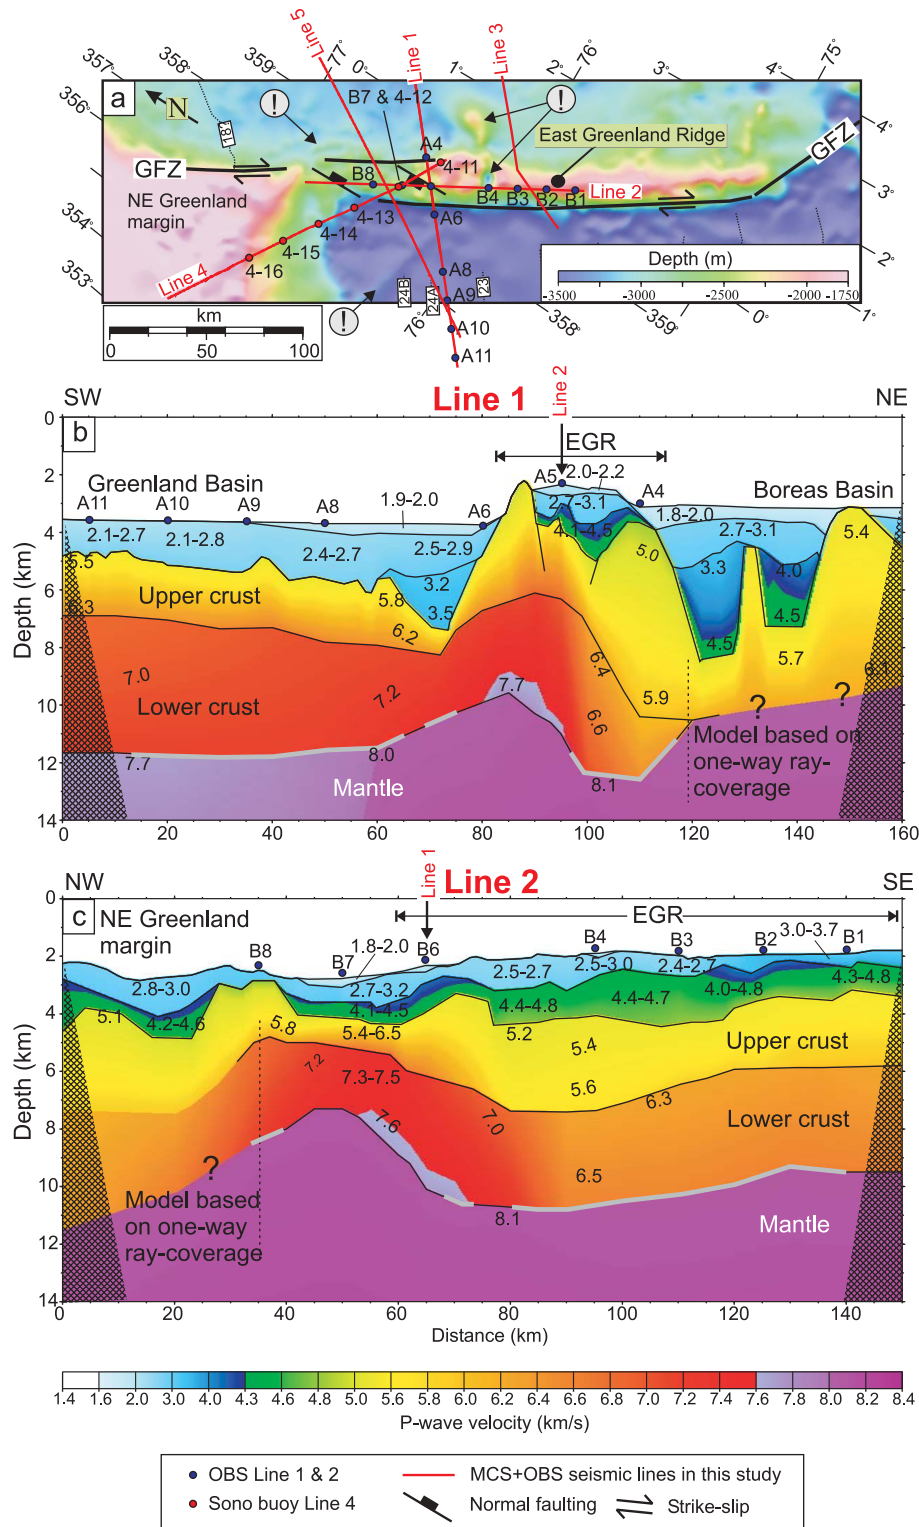 357°
358°
359°
77°
0°
1°
2°
76°
3°
75°
4°
Line 5
Line 1
Line 3
a
356°
N
!
B7 & 4-12
!
East Greenland Ridge
18?
A4
4-11
GFZ
GFZ
NE Greenland
margin
B8
B4
B3
B2
B1
Line 2
3°
354°
4-13
A6
4-14
4-15
4-16
Line 4
A8
2°
353°
24B
24A
23
A9
Depth (m)
-3500
-3000
-2500
-2000
-1750
76°
358°
359°
0°
1°
!
km
0
50
100
A10
A11
SW
Line 1
Line 2
NE
b
EGR
A5
2.0-2.2
Greenland Basin
A11
A10
A9
A8
1.9-2.0
A6
2.7-3.1
A4
1.8-2.0
Boreas Basin
2.1-2.7
2.1-2.8
2.4-2.7
2.5-2.9
4.1-4.5
2.7-3.1
5.4
5.5
3.2
5.0
3.3
4.0
Upper crust
5.8
3.5
6.3
6.2
4.5
4.5
7.0
7.2
6.4
5.7
6.1
Lower crust
7.7
5.9
6.6
?
?
7.7
8.0
Mantle
8.1
Model based on
one-way ray-
coverage
Depth (km)
0
2
4
6
8
10
12
14
0
20
40
60
80
100
120
140
160
NW
Line 1
Line 2
SE
c
NE Greenland
margin
EGR
B8
B7
1.8-2.0
B6
B4
B3
B2
3.0-3.7
B1
2.8-3.0
2.7-3.2
2.5-2.7
2.5-3.0
2.4-2.7
4.3-4.8
4.2-4.6
4.1-4.5
4.4-4.8
4.4-4.7
4.0-4.8
5.1
5.8
5.4-6.5
5.2
5.4
Upper crust
7.2
7.3-7.5
5.6
6.3
7.6
7.0
Lower crust
?
6.5
Model based
on one-way
ray-coverage
8.1
Mantle
Depth (km)
0
2
4
6
8
10
12
14
0
20
40
60
80
100
120
140
Distance (km)
1.4 1.6 2.0 3.0 4.0 4.3 4.6 4.8 5.0 5.6 5.8 6.0 6.2 6.4 6.8 7.0 7.4 7.6 7.8 8.0 8.2 8.4
P-wave velocity (km/s)
OBS Line 1 & 2
MCS+OBS seismic lines in this study
Sono buoy Line 4
Normal faulting
Strike-slip